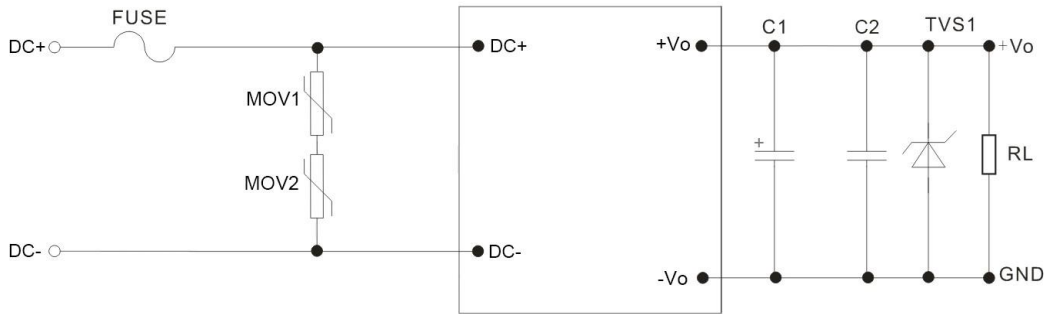 FUSE
DC+
DC+
MOV1
MOV2
DC-
DC-
+Vo
-Vo
C1
C2
TVS1
+Vo
+
RL
GND